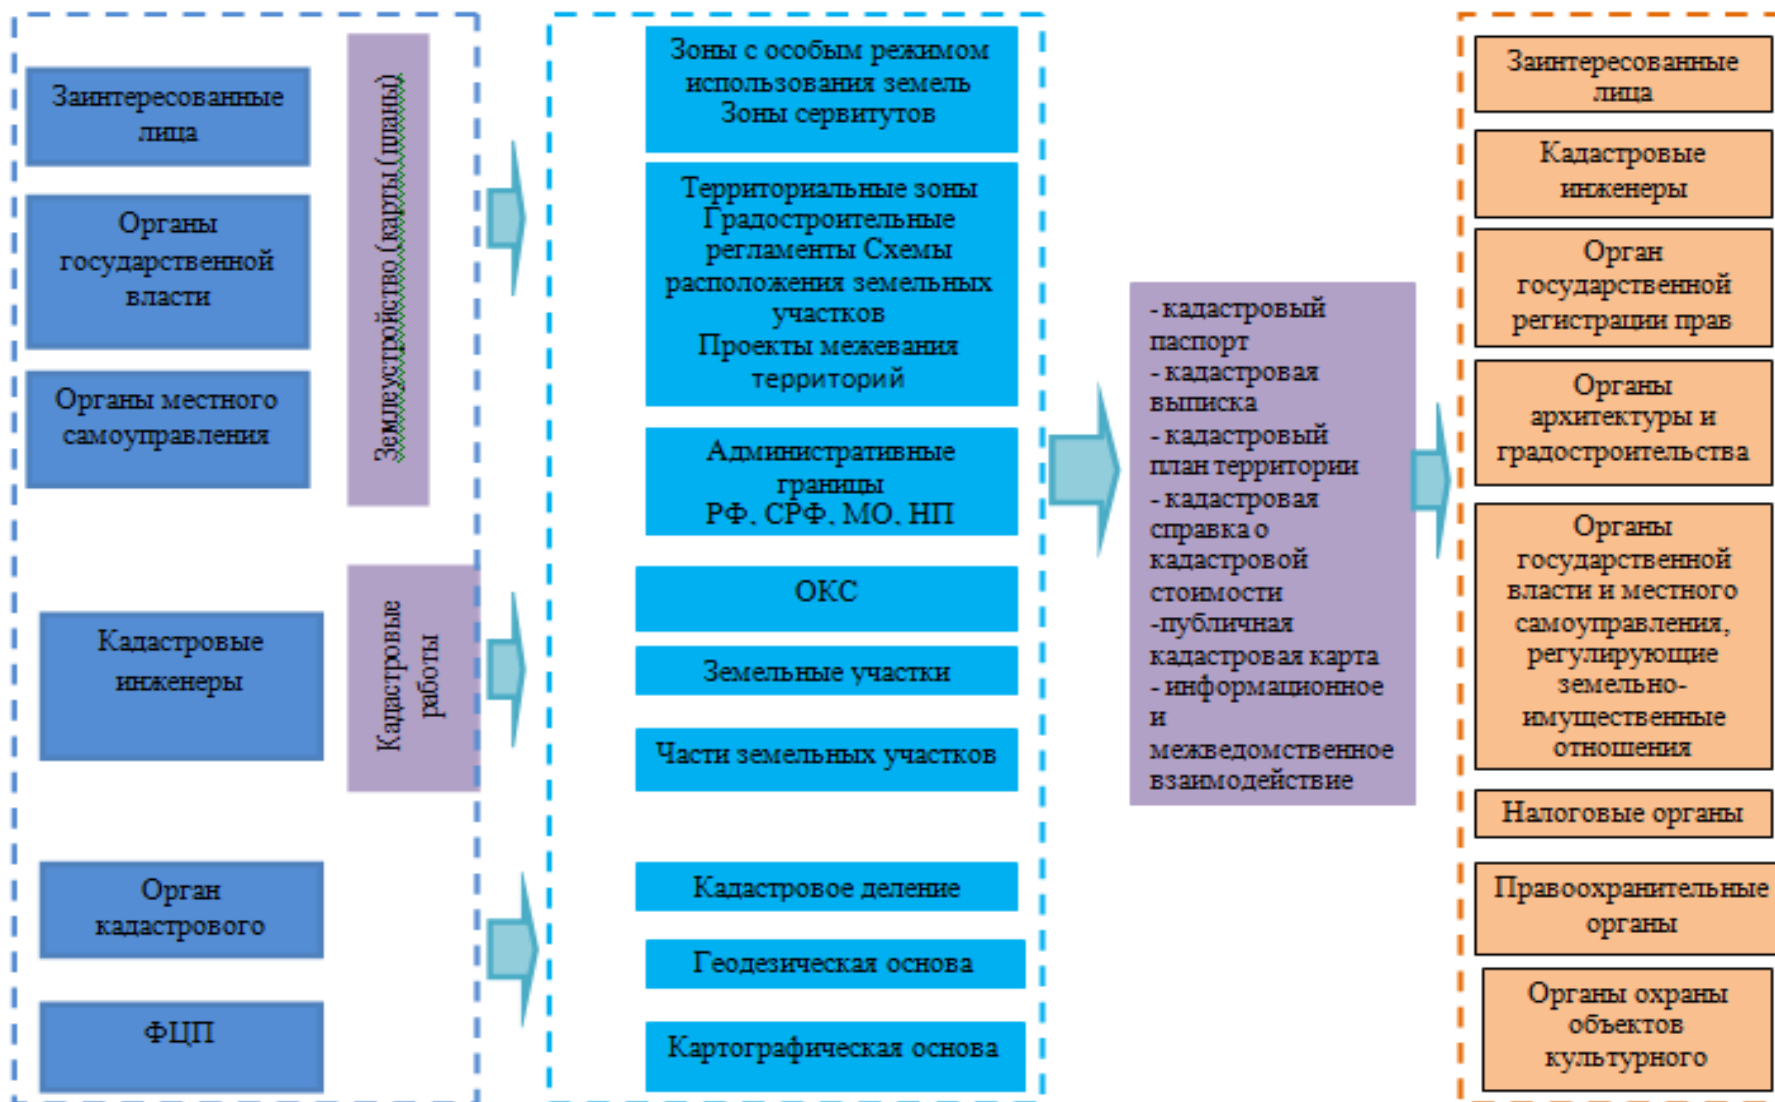 Заинтересованные
лица
Органы
государственной
власти
Органы местного
самоуправления
Кадастровые
инженеры
Орган
кадастрового
ФЦП
Землеустройство (карты (планы)
Кадастровые
работы
Зоны с особым режимом
использования земель
Зоны сервитутов
Территориальные зоны
Градостроительные
регламенты Схемы
расположения земельных
участков
Проекты межевания
территорий
Административные
границы
РФ, СРФ, МО, НП
ОКС
Земельные участки
Части земельных участков
Кадастровое деление
Геодезическая основа
Картографическая основа
- кадастровый
паспорт
- кадастровая
выписка
- кадастровый
план территории
- кадастровая
справка о
кадастровой
стоимости
-публичная
кадастровая карта
- информационное
и
межведомственное
взаимодействие
Заинтересованные
лица
Кадастровые
инженеры
Орган
государственной
регистрации прав
Органы
архитектуры и
градостроительства
Органы
государственной
власти и местного
самоуправления,
регулирующие
земельно-
имущественные
отношения
Налоговые органы
Правоохранительные
органы
Органы охраны
объектов
культурного